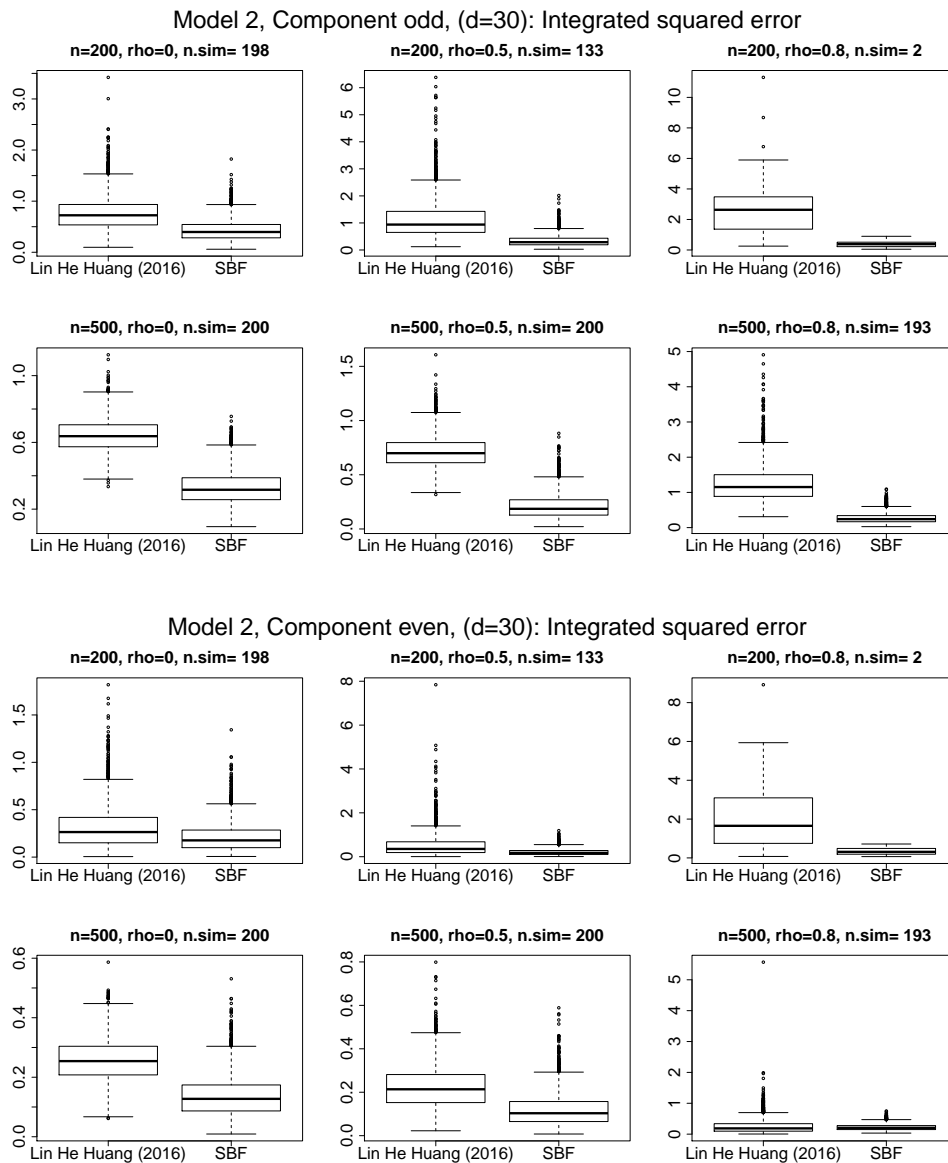 Model 2, Component odd, (d=30): Integrated squared error
n=200, rho=0, n.sim= 198
n=200, rho=0.5, n.sim= 133
n=200, rho=0.8, n.sim= 2
0.0 1.0 2.0 3.0
0 1 2 3 4 5 6
0 2 4 6 8 10
Lin He Huang (2016) SBF
Lin He Huang (2016) SBF
Lin He Huang (2016) SBF
n=500, rho=0, n.sim= 200
n=500, rho=0.5, n.sim= 200
n=500, rho=0.8, n.sim= 193
0.2 0.6 1.0
0.0 0.5 1.0 1.5
0 1 2 3 4 5
Lin He Huang (2016) SBF
Lin He Huang (2016) SBF
Lin He Huang (2016) SBF
Model 2, Component even, (d=30): Integrated squared error
n=200, rho=0, n.sim= 198
n=200, rho=0.5, n.sim= 133
n=200, rho=0.8, n.sim= 2
0.0 0.5 1.0 1.5
0 2 4 6 8
0 2 4 6 8
Lin He Huang (2016) SBF
Lin He Huang (2016) SBF
Lin He Huang (2016) SBF
n=500, rho=0, n.sim= 200
n=500, rho=0.5, n.sim= 200
n=500, rho=0.8, n.sim= 193
0.0 0.2 0.4 0.6
0.0 0.2 0.4 0.6 0.8
0 1 2 3 4 5
Lin He Huang (2016) SBF
Lin He Huang (2016) SBF
Lin He Huang (2016) SBF